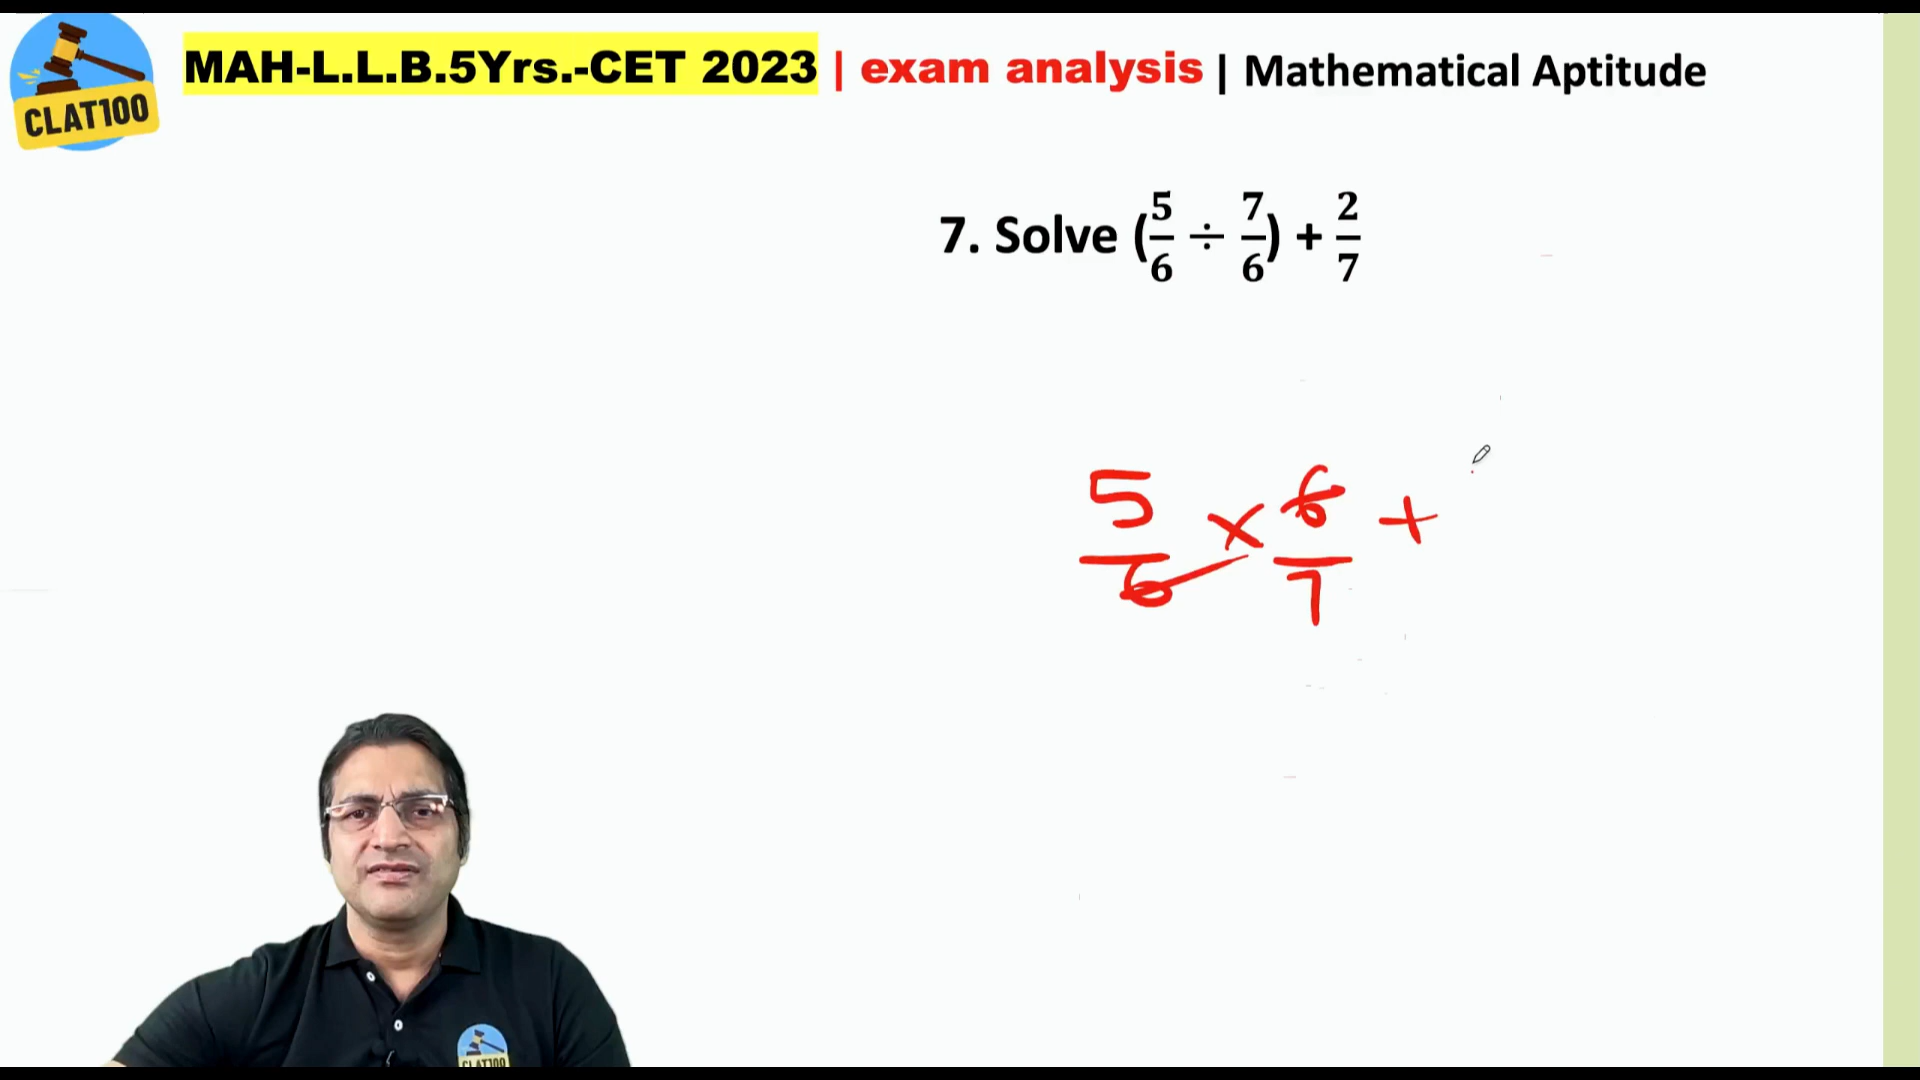 CLAT100
MAH-L.L.B.5Yrs.-CET 2023 | exam analysis | Mathematical Aptitude
7. Solve (5/6 ÷ 7/6) + 2/7
5/6 × 6/7 +
CLAT100